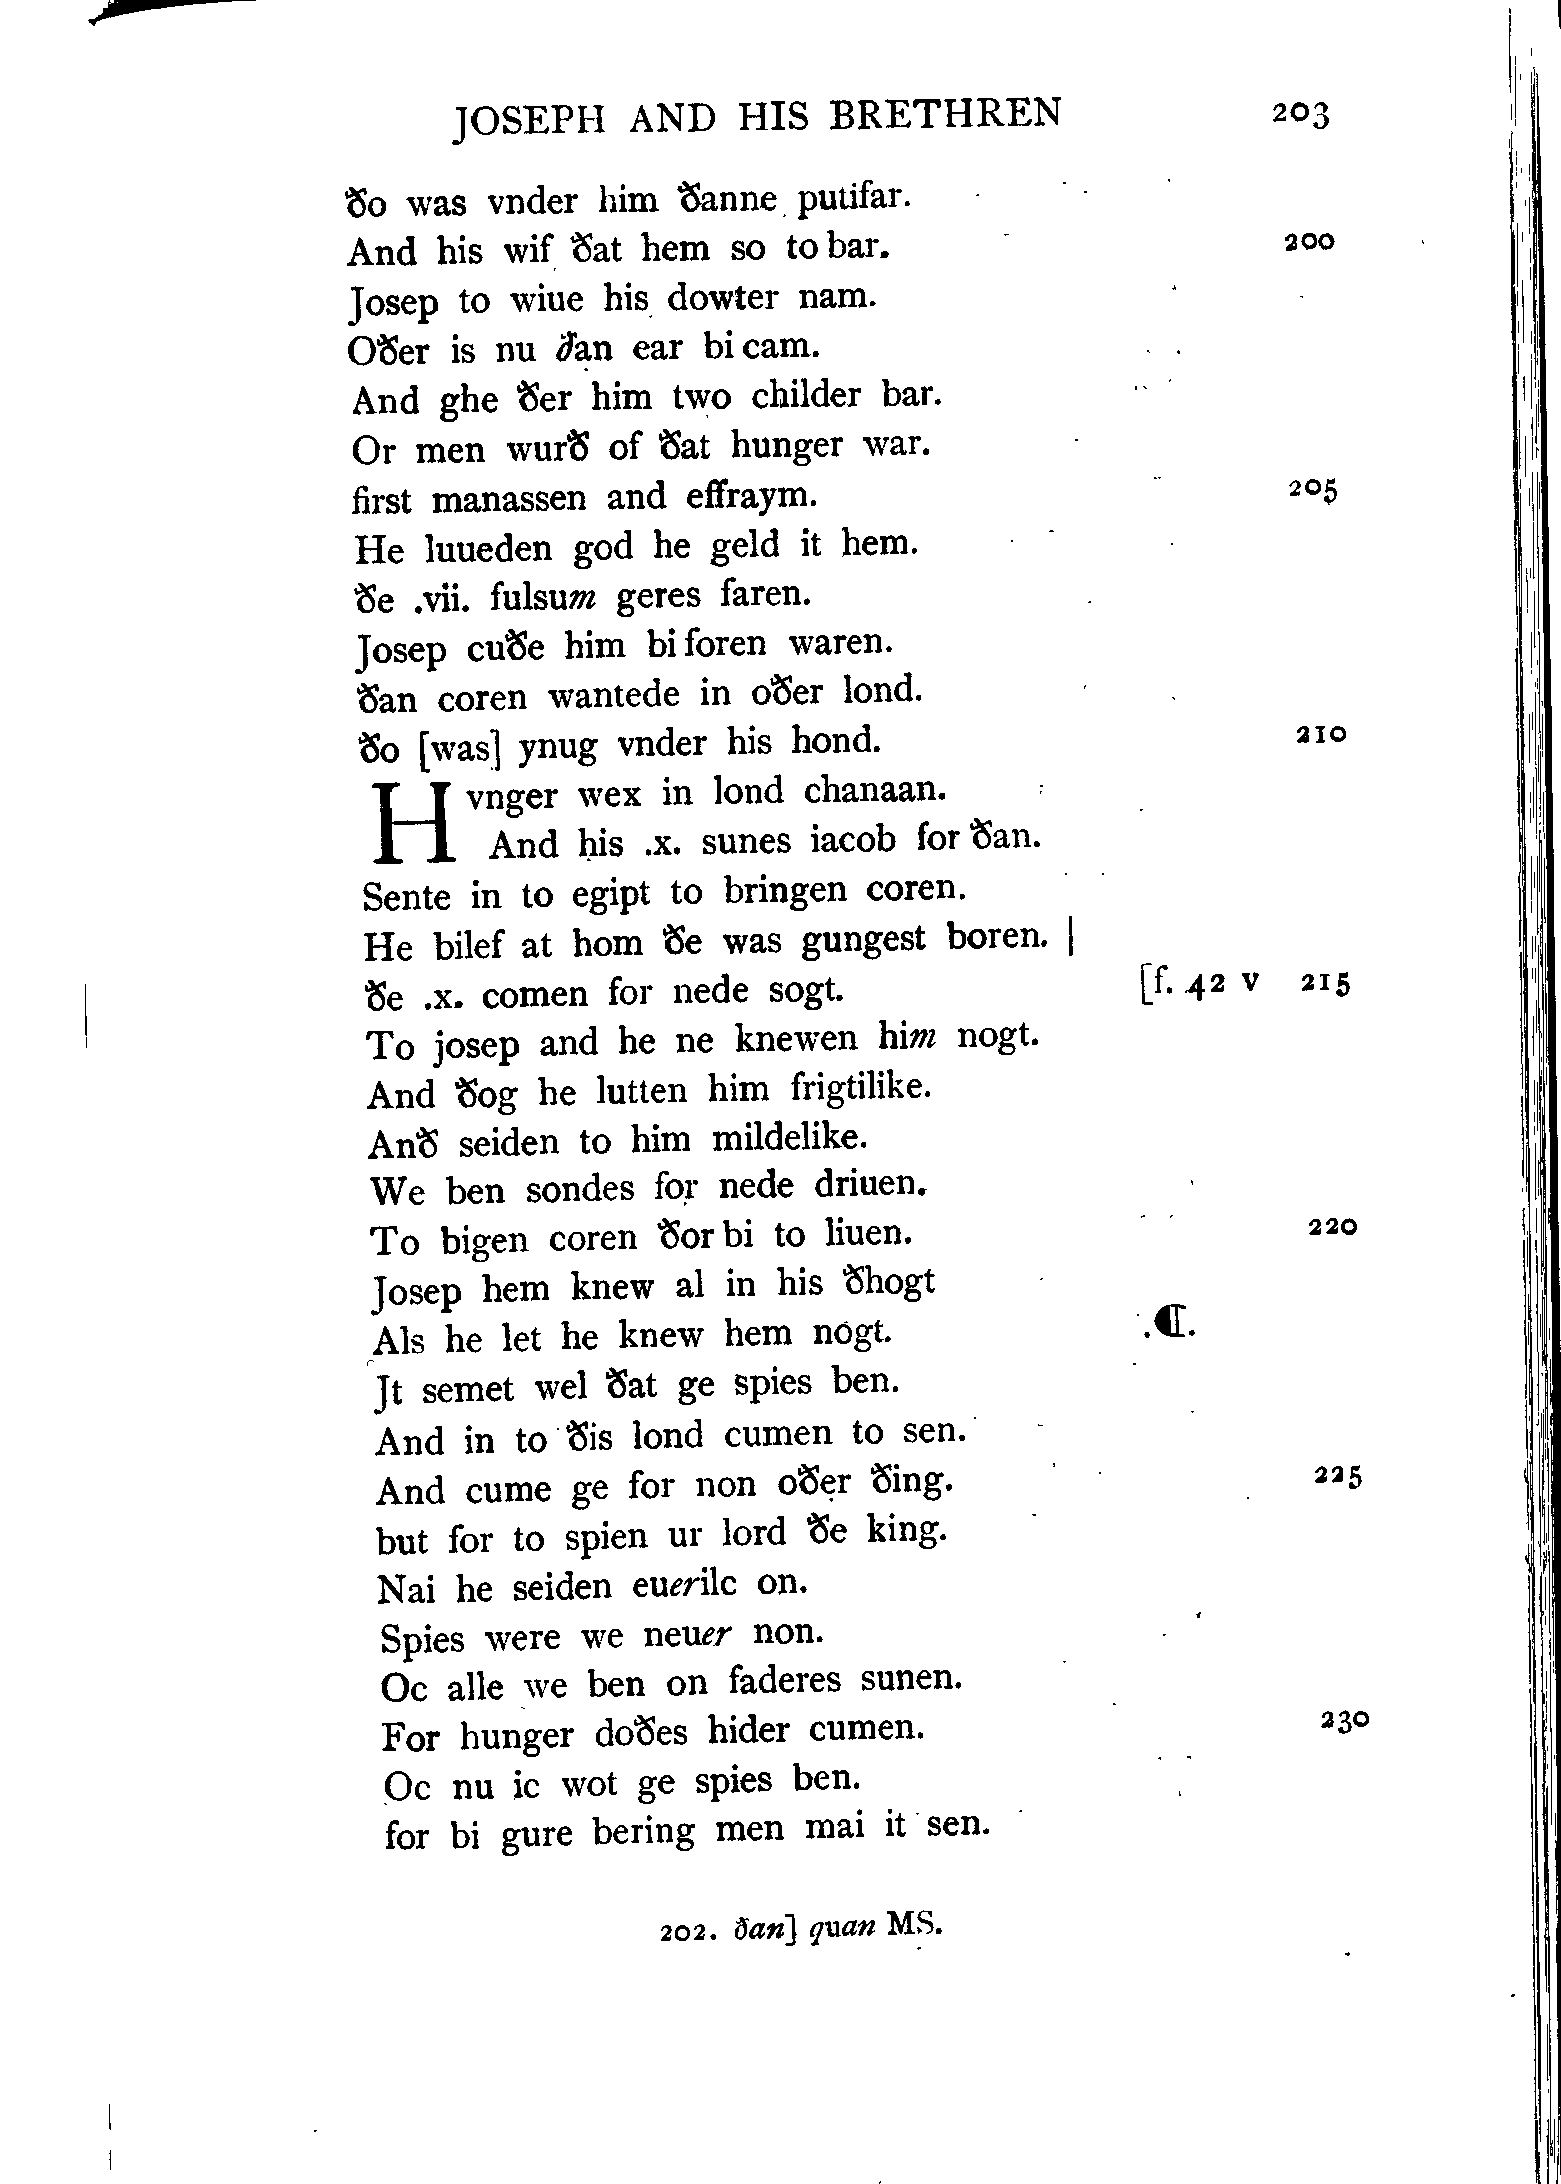 JOSEPH AND HIS BRETHREN 203
ðo was vnder him ðanne putifar.
And his wif ðat hem so to bar. 200
Josep to wiue his dowter nam.
Oðer is nu ðan ear bi cam.
And ghe ðer him two childer bar.
Or men wurð of ðat hunger war.
first manassen and effraym. 205
He luueden god he geld it hem.
ðe .vii. fulsum geres faren.
Josep cuðe him bi foren waren.
ðan coren wantede in oðer lond.
ðo [was] ynug vnder his hond. 210
Hvnger wex in lond chanaan.
And his .x. sunes iacob for ðan.
Sente in to egipt to bringen coren.
He bilef at hom ðe was gungest boren. |
ðe .x. comen for nede sogt. [f. 42 v 215
To josep and he ne knewen him nogt.
And ðog he lutten him frigtilike.
Anð seiden to him mildelike.
We ben sondes for nede driuen.
To bigen coren ðor bi to liuen. 220
Josep hem knew al in his ðhogt
Als he let he knew hem nogt. .¶.
Jt semet wel ðat ge spies ben.
And in to ðis lond cumen to sen.
And cume ge for non oðer ðing. 225
but for to spien ur lord ðe king.
Nai he seiden euerilc on.
Spies were we neuer non.
Oc alle we ben on faderes sunen.
For hunger doðes hider cumen. 230
Oc nu ic wot ge spies ben.
for bi gure bering men mai it sen.
202. ðan] quan MS.